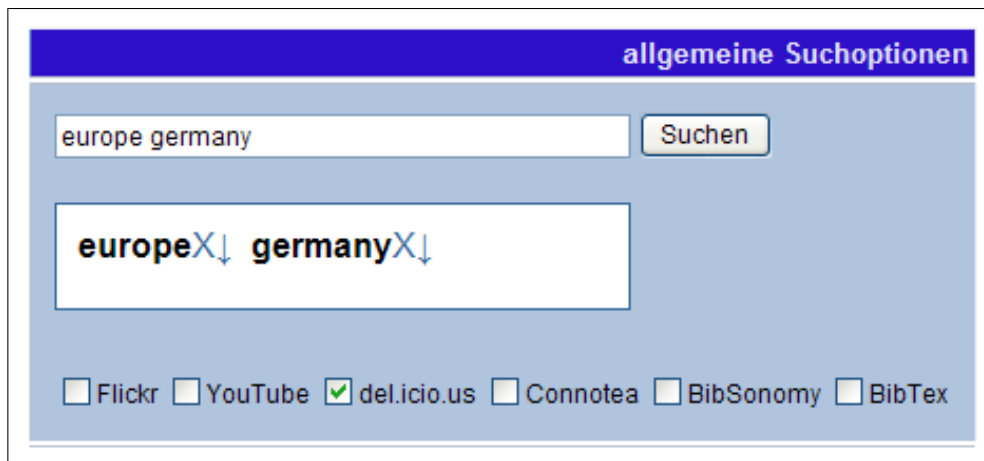 allgemeine Suchoptionen
europe germany Suchen
europeX↓ germanyX↓
Flickr YouTube del.icio.us Connotea BibSonomy BibTex